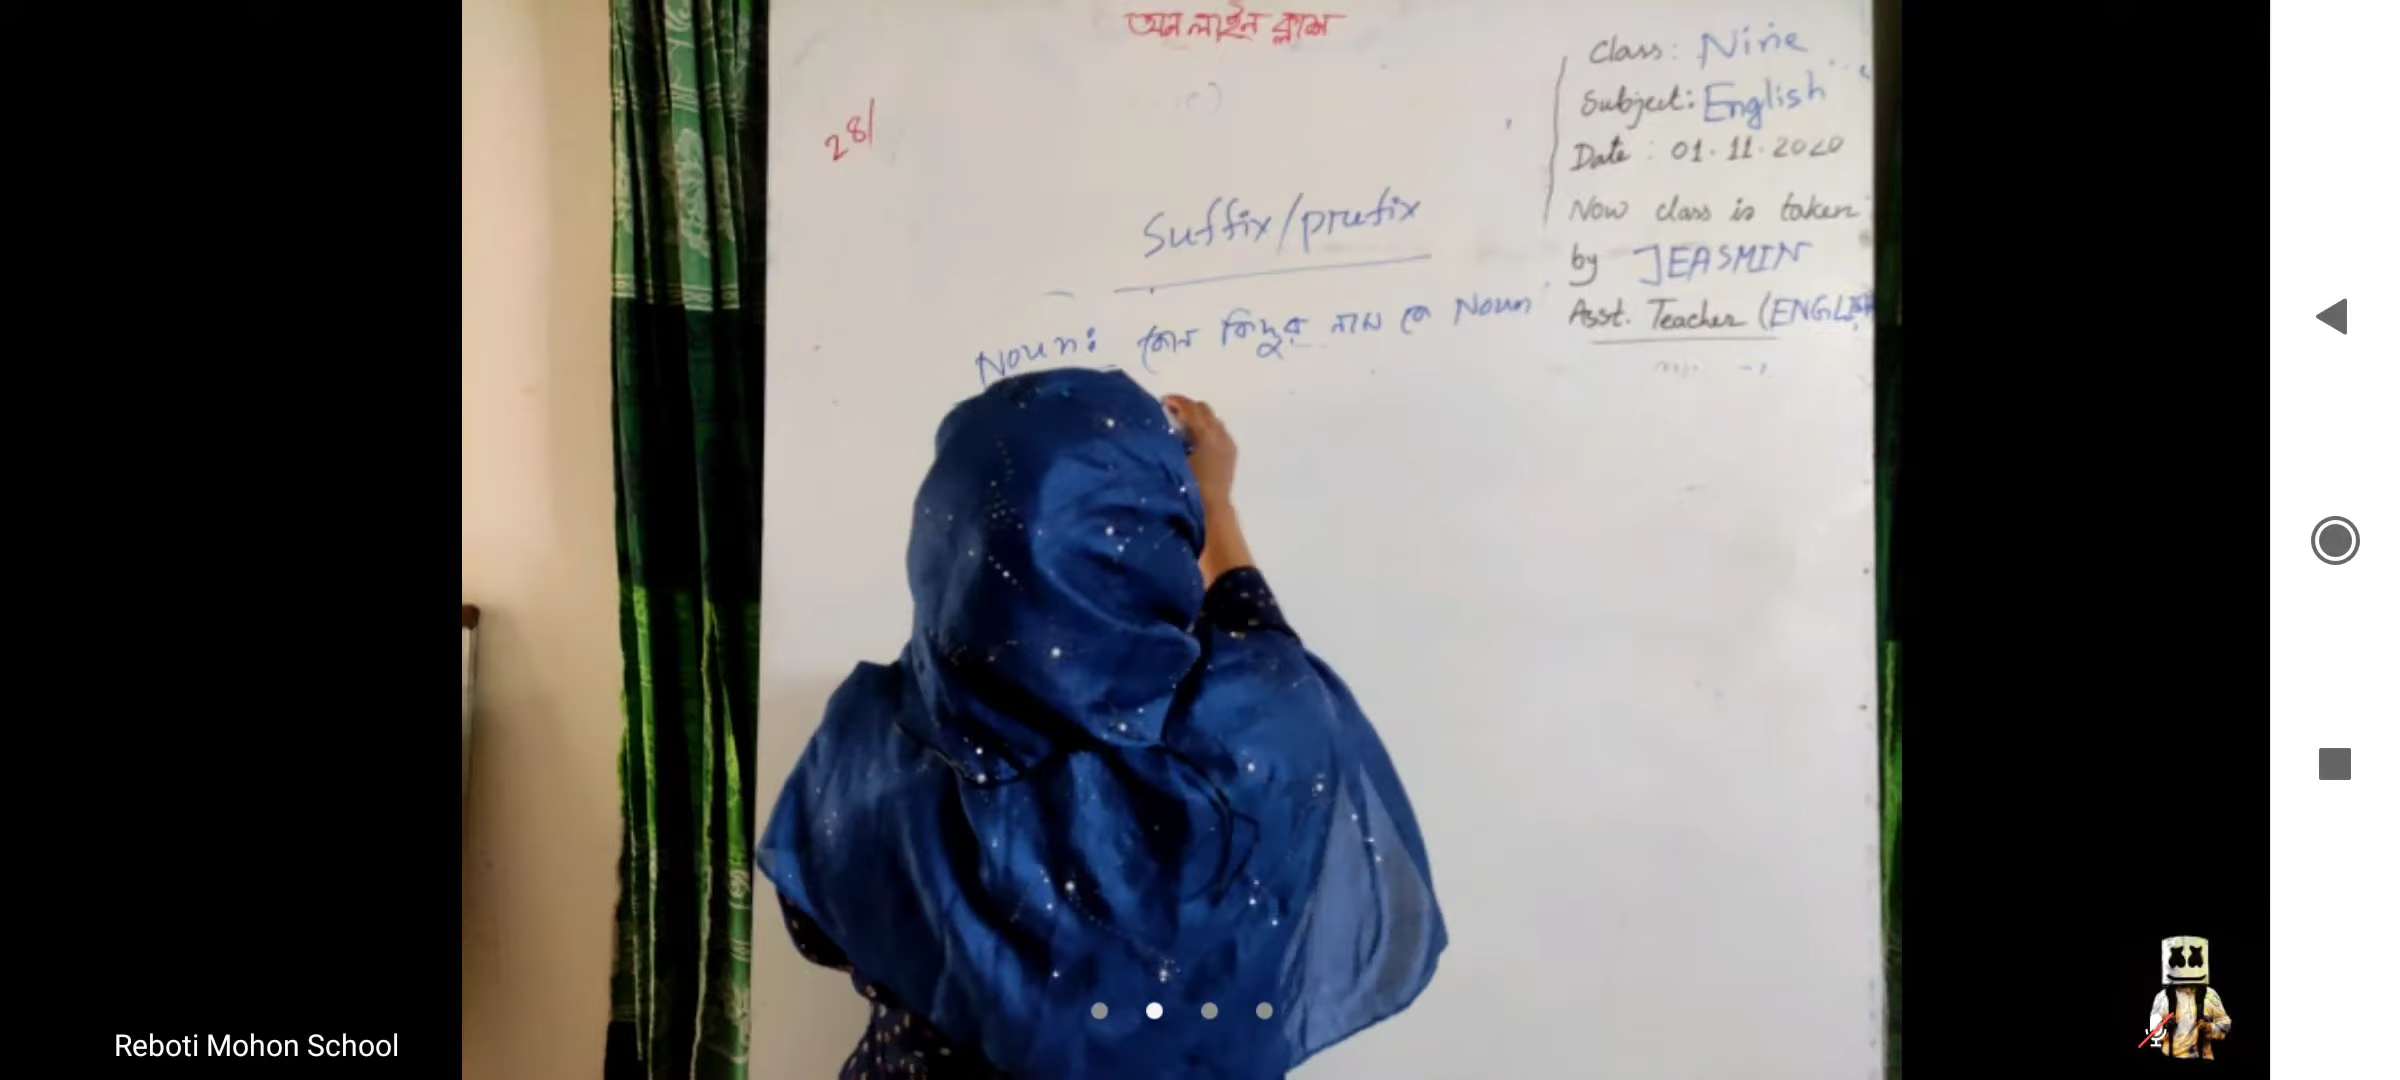 অন লাইন ক্লাস
28/
Class: Nine
Subject: English
Date: 01.11.2020
Now class is taken
by JEASMIN
Asst. Teacher (ENGLISH
Suffix/prefix
Noun: কোন কিছুর নাম কে Noun
Reboti Mohon School